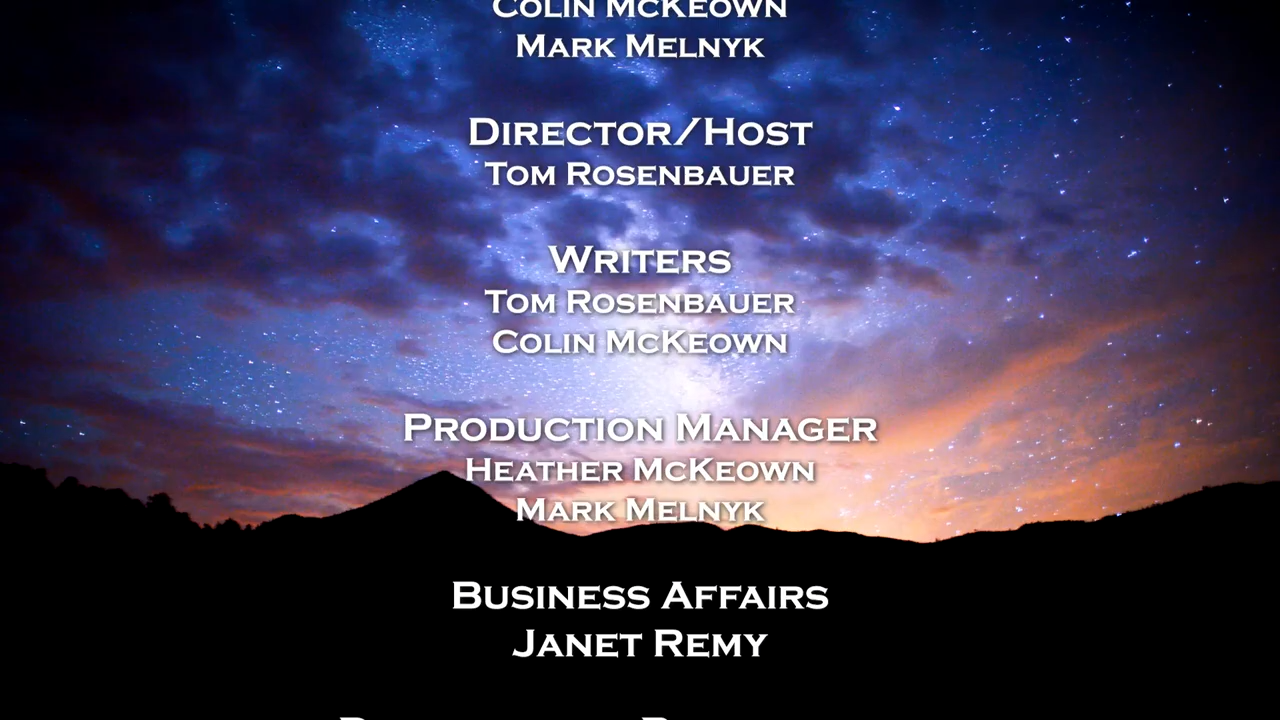 Colin McKeown
Mark Melnyk
Director/Host
Tom Rosenbauer
Writers
Tom Rosenbauer
Colin McKeown
Production Manager
Heather McKeown
Mark Melnyk
Business Affairs
Janet Remy